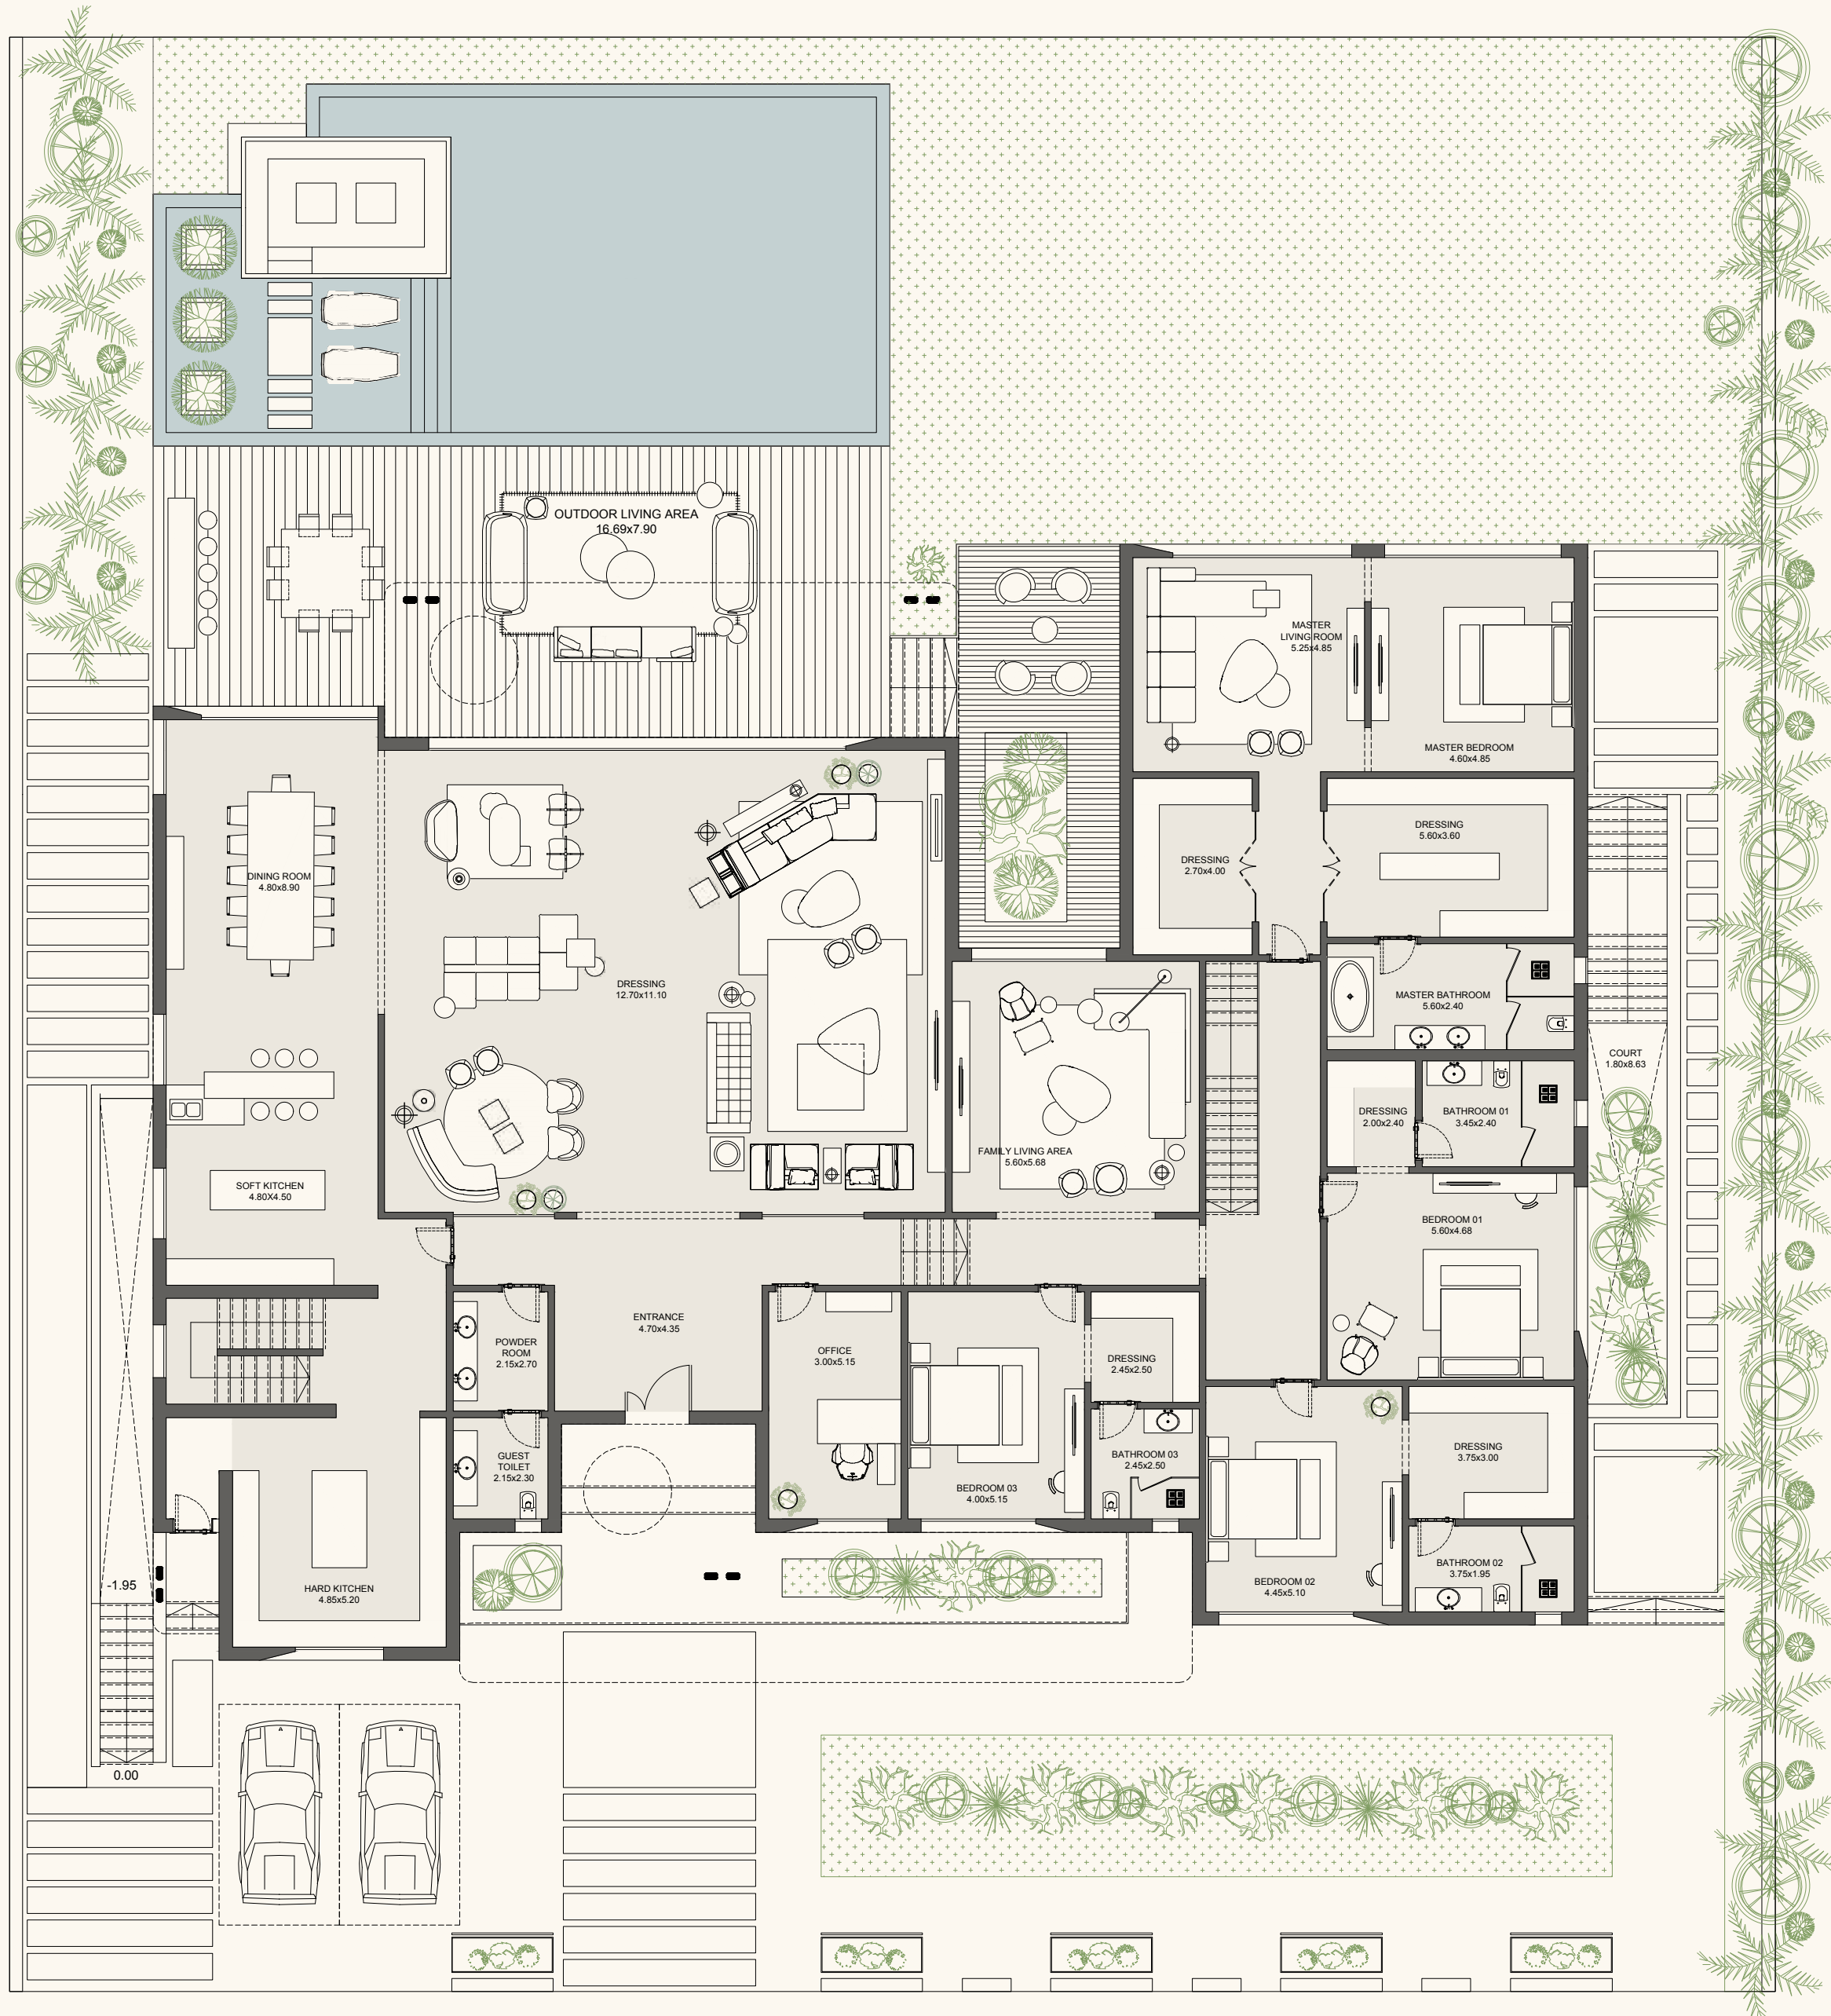 OUTDOOR LIVING AREA
16.69x7.90
MASTER
LIVING ROOM
5.25x4.85
MASTER BEDROOM
4.60x4.85
DRESSING
5.60x3.60
DRESSING
2.70x4.00
DINING ROOM
4.80x8.90
DRESSING
12.70x11.10
MASTER BATHROOM
5.60x2.40
COURT
1.80x8.63
DRESSING
2.00x2.40
BATHROOM 01
3.45x2.40
FAMILY LIVING AREA
5.60x5.68
SOFT KITCHEN
4.80X4.50
BEDROOM 01
5.60x4.68
ENTRANCE
4.70x4.35
POWDER
ROOM
2.15x2.70
OFFICE
3.00x5.15
DRESSING
2.45x2.50
GUEST
TOILET
2.15x2.30
BATHROOM 03
2.45x2.50
DRESSING
3.75x3.00
BEDROOM 03
4.00x5.15
BATHROOM 02
3.75x1.95
BEDROOM 02
4.45x5.10
HARD KITCHEN
4.85x5.20
-1.95
0.00